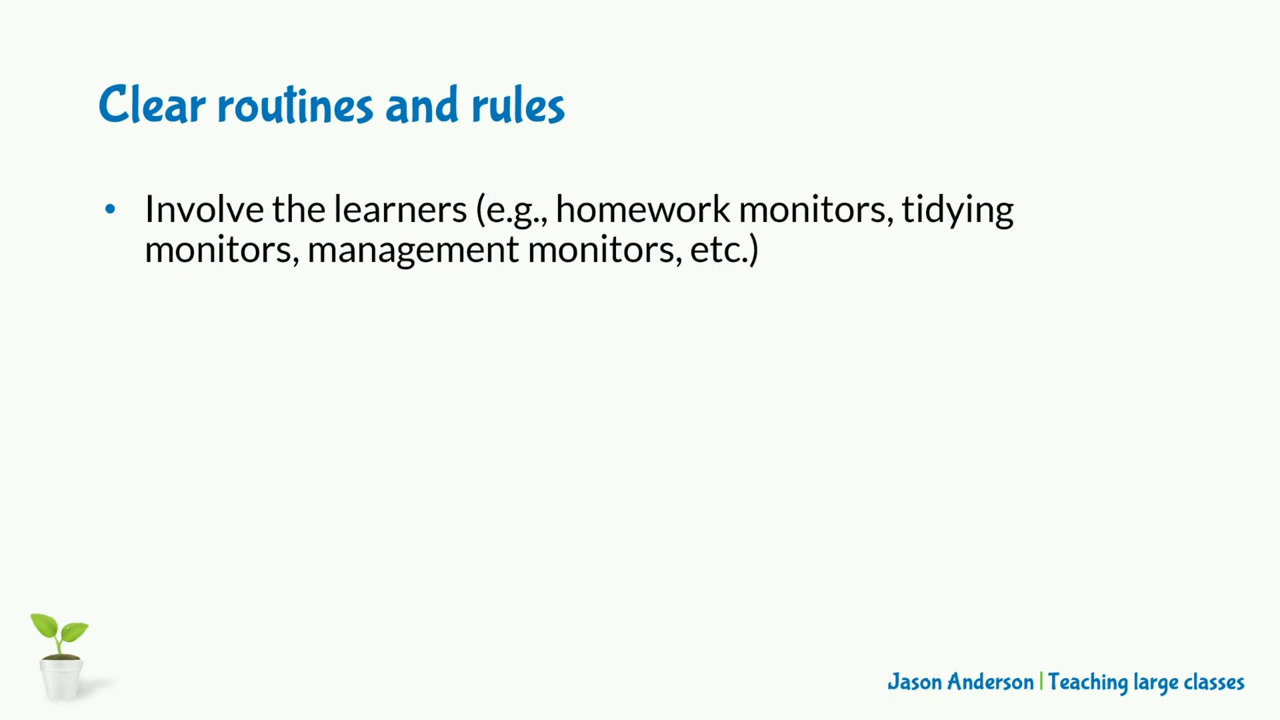 Clear routines and rules
• Involve the learners (e.g., homework monitors, tidying
monitors, management monitors, etc.)
Jason Anderson | Teaching large classes